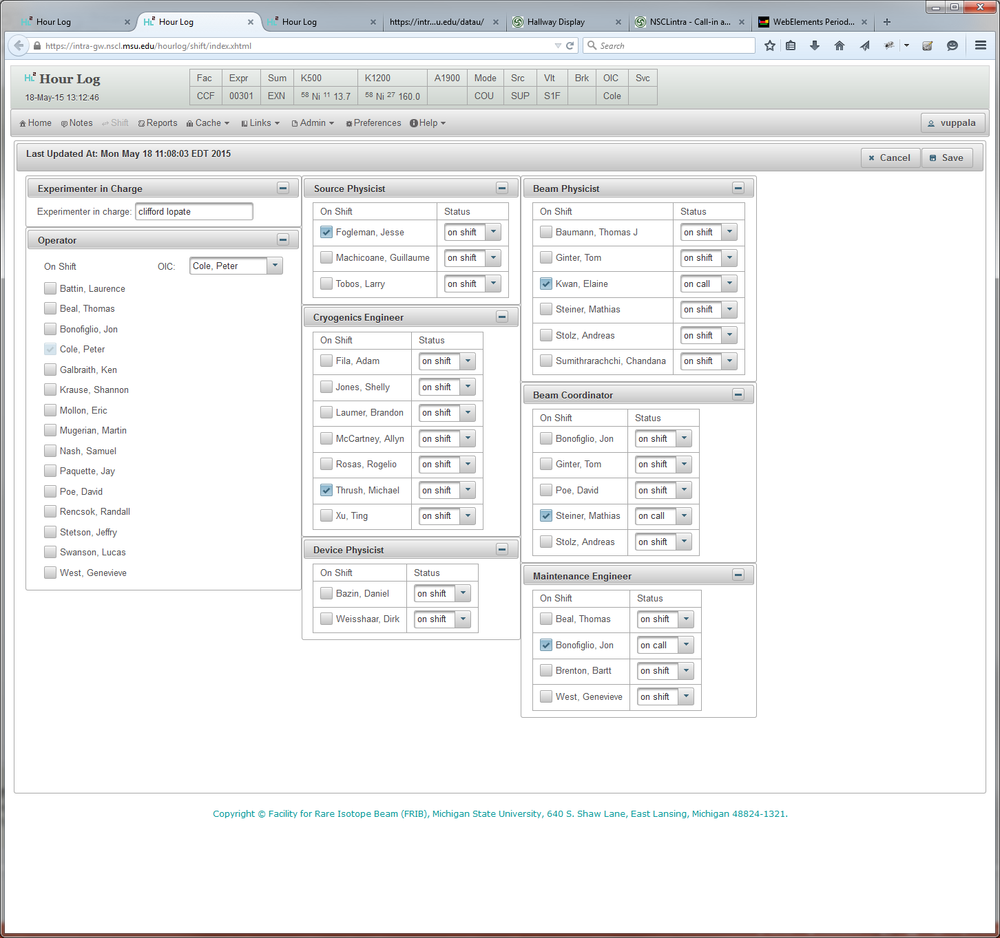 Hour Log
Hour Log
Hour Log
https://intr...u.edu/datau/
Hallway Display
NSCLintra - Call-in a...
WebElements Period...
https://intra-gw.nscl.msu.edu/hourlog/shift/index.xhtml
Search
HL2 Hour Log
18-May-15 13:12:46
Fac Expr Sum K500 K1200 A1900 Mode Src Vlt Brk OIC Svc
CCF 00301 EXN 58 Ni 11 13.7 58 Ni 27 160.0 COU SUP S1F Cole
Home Notes Shift Reports Cache Links Admin Preferences Help vuppala
Last Updated At: Mon May 18 11:08:03 EDT 2015
Cancel Save
Experimenter in Charge
Experimenter in charge: clifford lopate
Operator
On Shift OIC: Cole, Peter
Battin, Laurence
Beal, Thomas
Bonofiglio, Jon
Cole, Peter
Galbraith, Ken
Krause, Shannon
Mollon, Eric
Mugerian, Martin
Nash, Samuel
Paquette, Jay
Poe, David
Rencsok, Randall
Stetson, Jeffry
Swanson, Lucas
West, Genevieve
Source Physicist
On Shift Status
Fogleman, Jesse on shift
Machicoane, Guillaume on shift
Tobos, Larry on shift
Cryogenics Engineer
On Shift Status
Fila, Adam on shift
Jones, Shelly on shift
Laumer, Brandon on shift
McCartney, Allyn on shift
Rosas, Rogelio on shift
Thrush, Michael on shift
Xu, Ting on shift
Device Physicist
On Shift Status
Bazin, Daniel on shift
Weisshaar, Dirk on shift
Beam Physicist
On Shift Status
Baumann, Thomas J on shift
Ginter, Tom on shift
Kwan, Elaine on call
Steiner, Mathias on shift
Stolz, Andreas on shift
Sumithrarachchi, Chandana on shift
Beam Coordinator
On Shift Status
Bonofiglio, Jon on shift
Ginter, Tom on shift
Poe, David on shift
Steiner, Mathias on call
Stolz, Andreas on shift
Maintenance Engineer
On Shift Status
Beal, Thomas on shift
Bonofiglio, Jon on call
Brenton, Bartt on shift
West, Genevieve on shift
Copyright © Facility for Rare Isotope Beam (FRIB), Michigan State University, 640 S. Shaw Lane, East Lansing, Michigan 48824-1321.